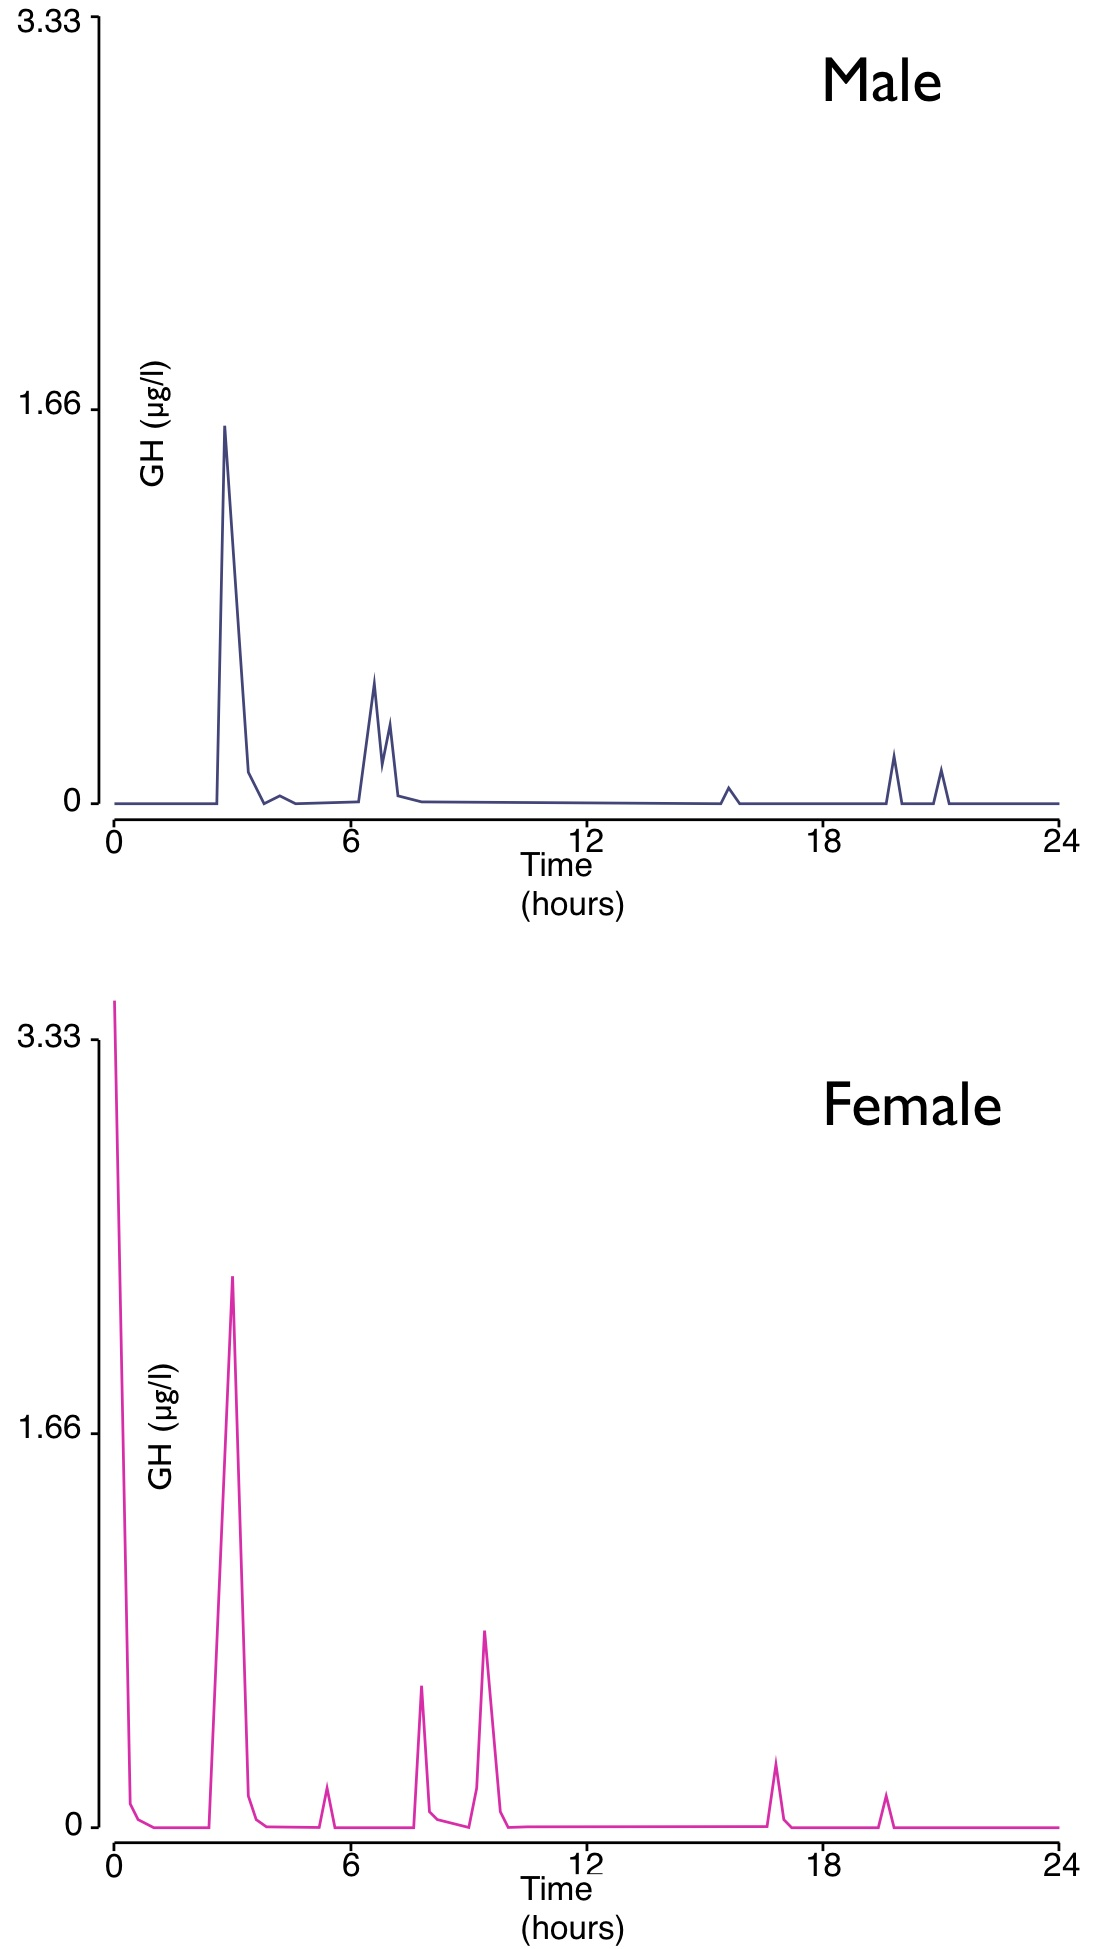 3.33
Male
1.66
GH (µg/l)
0
0 6 12 18 24
Time
(hours)
3.33
Female
1.66
GH (µg/l)
0
0 6 12 18 24
Time
(hours)